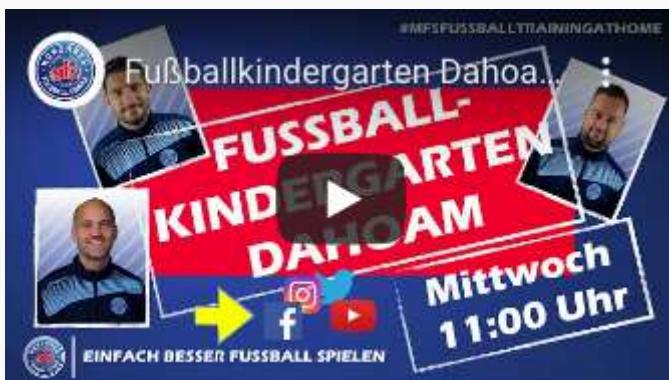 #MFSFUSSBALLTRAININGATHOME
Fußballkindergarten Dahoa...
FUSSBALL-
KINDERGARTEN
DAHOAM
Mittwoch
11:00 Uhr
EINFACH BESSER FUSSBALL SPIELEN